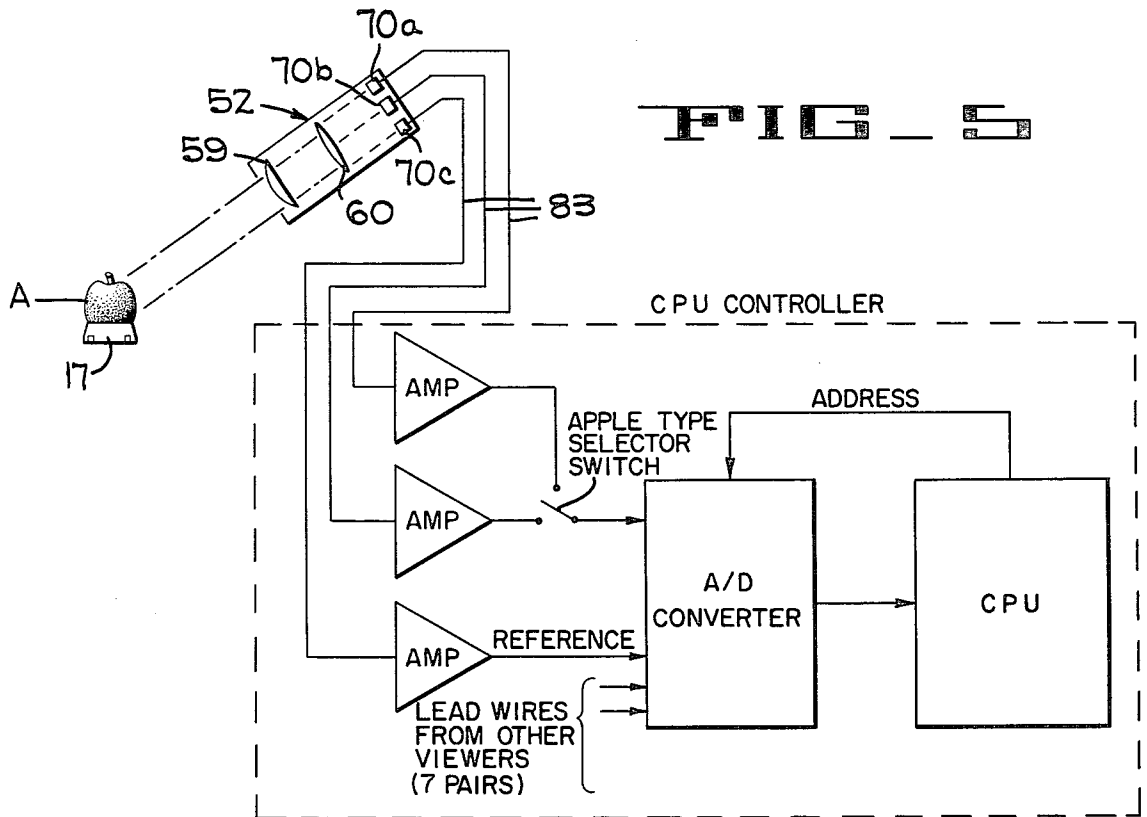 70a
70b
52
59
70c
60
83
FIG_5
A
17
CPU CONTROLLER
AMP
ADDRESS
APPLE TYPE
SELECTOR
SWITCH
AMP
A/D
CONVERTER
CPU
AMP
REFERENCE
LEAD WIRES
FROM OTHER
VIEWERS
(7 PAIRS)